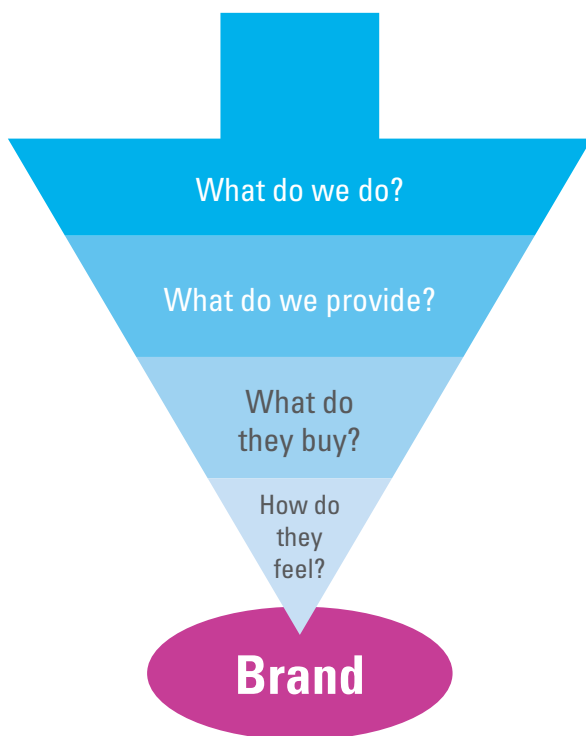 What do we do?
What do we provide?
What do
they buy?
How do
they
feel?
Brand